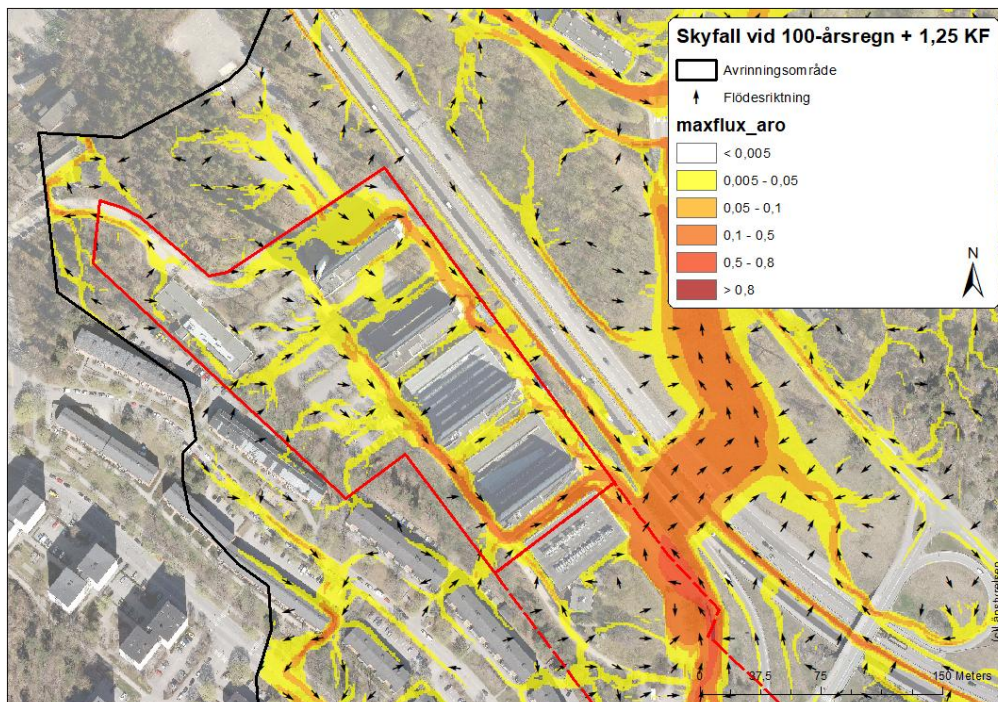 Skyfall vid 100-årsregn + 1,25 KF
Avrinningsområde
Flödesriktning
maxflux_aro
< 0,005
0,005 - 0,05
0,05 - 0,1
0,1 - 0,5
0,5 - 0,8
> 0,8
N
0 37,5 75 150 Meters